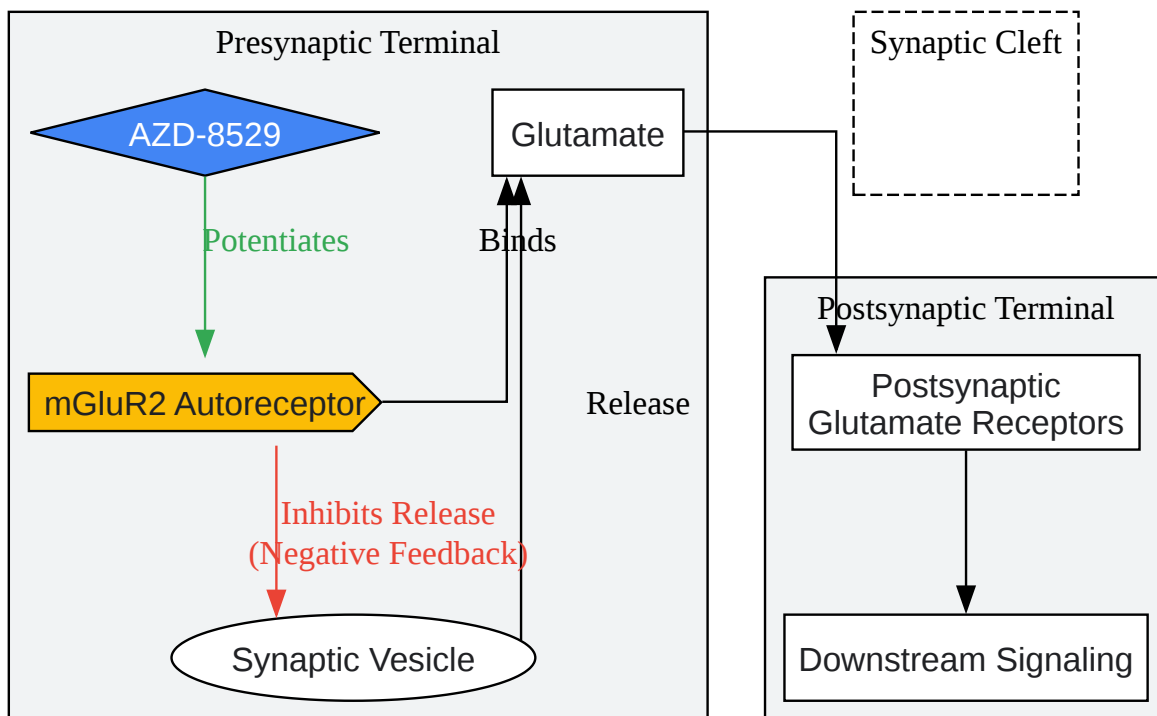 Presynaptic Terminal
Synaptic Cleft
AZD-8529
Glutamate
Potentiates
Binds
Postsynaptic Terminal
mGluR2 Autoreceptor
Release
Postsynaptic
Glutamate Receptors
Inhibits Release
(Negative Feedback)
Synaptic Vesicle
Downstream Signaling